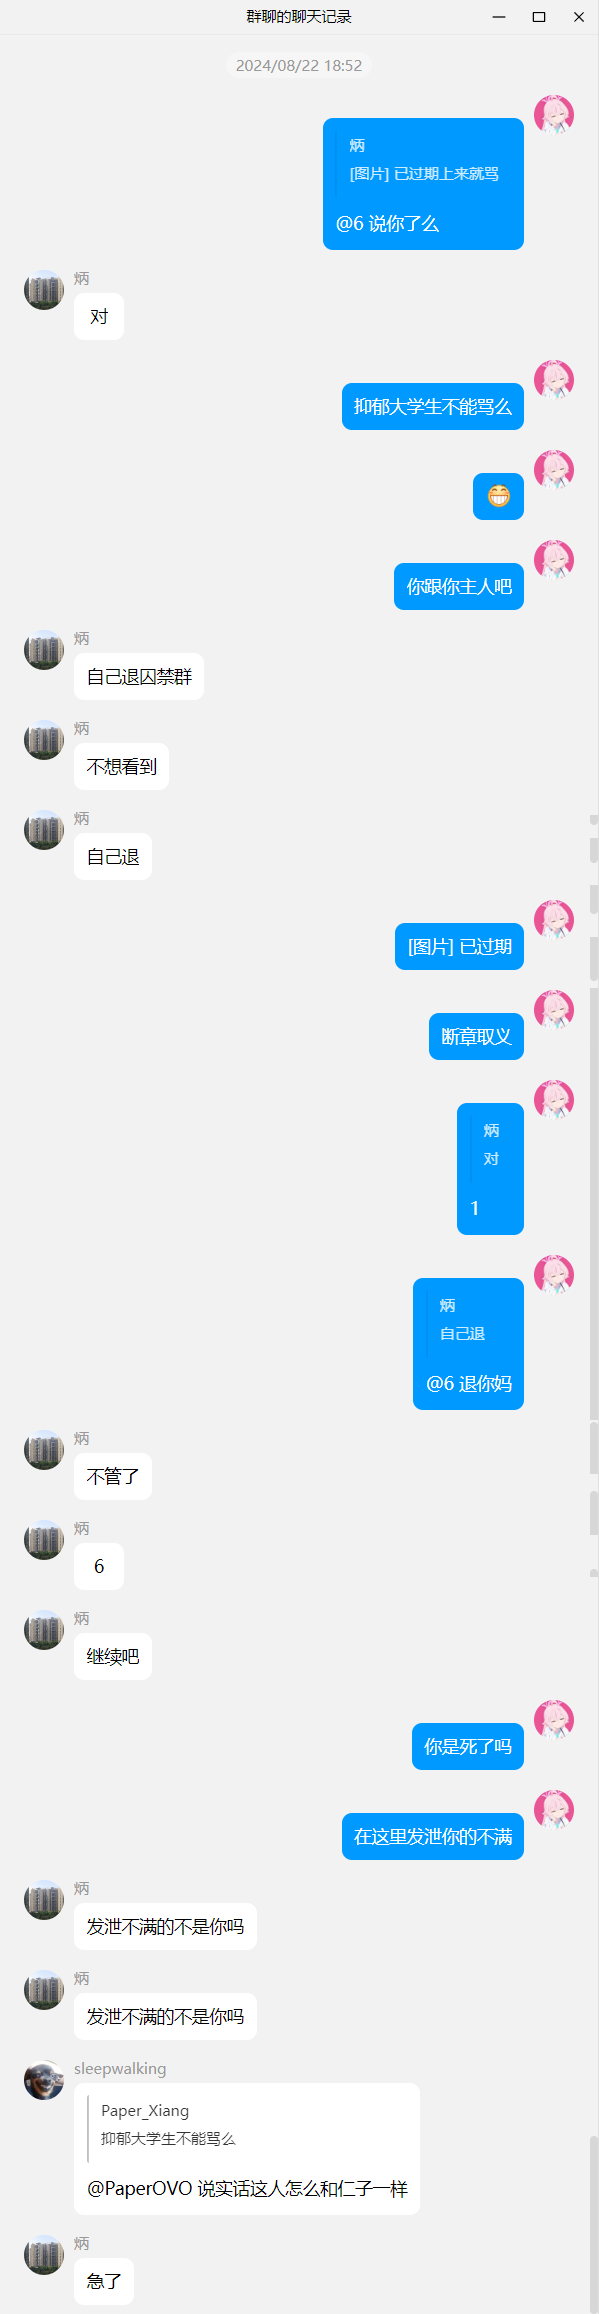 群聊的聊天记录
2024/08/22 18:52
炳
[图片] 已过期上来就骂
@6 说你了么
炳
对
抑郁大学生不能骂么
你跟你主人吧
炳
自己退囚禁群
炳
不想看到
炳
自己退
[图片] 已过期
断章取义
炳
对
1
炳
自己退
@6 退你妈
炳
不管了
炳
6
炳
继续吧
你是死了吗
在这里发泄你的不满
炳
发泄不满的不是你吗
炳
发泄不满的不是你吗
sleepwalking
Paper_Xiang
抑郁大学生不能骂么
@PaperOVO 说实话这人怎么和仁子一样
炳
急了